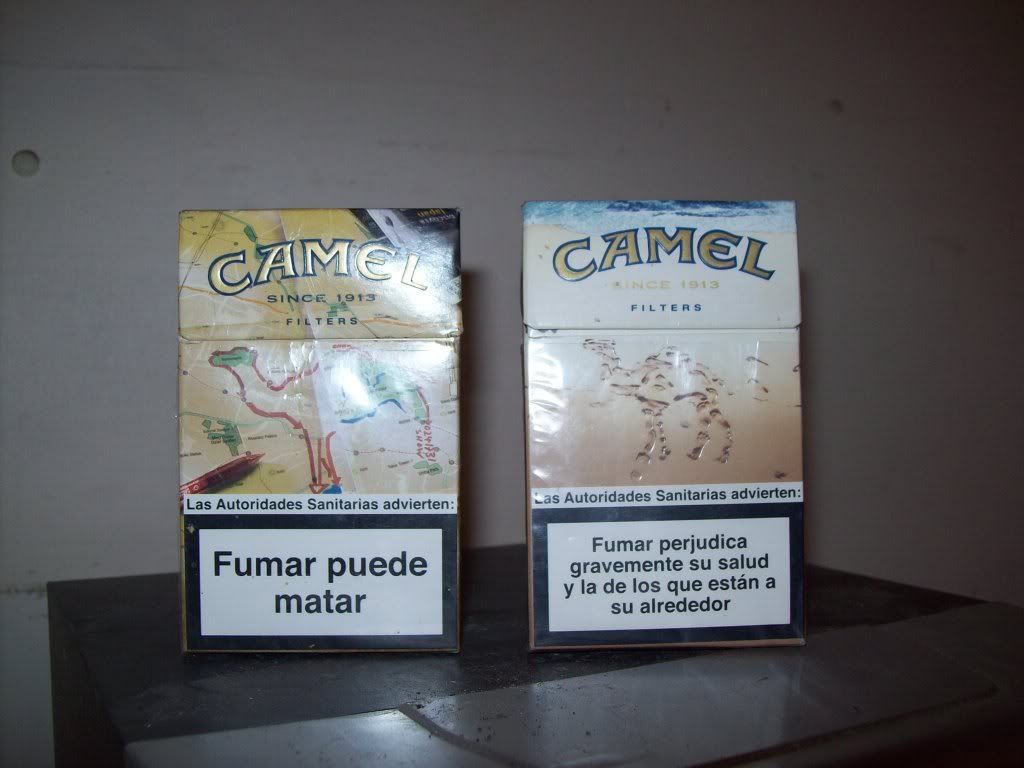 CAMEL
SINCE 1913
FILTERS
Las Autoridades Sanitarias advierten:
Fumar puede
matar
CAMEL
SINCE 1913
FILTERS
Las Autoridades Sanitarias advierten:
Fumar perjudica
gravemente su salud
y la de los que están a
su alrededor